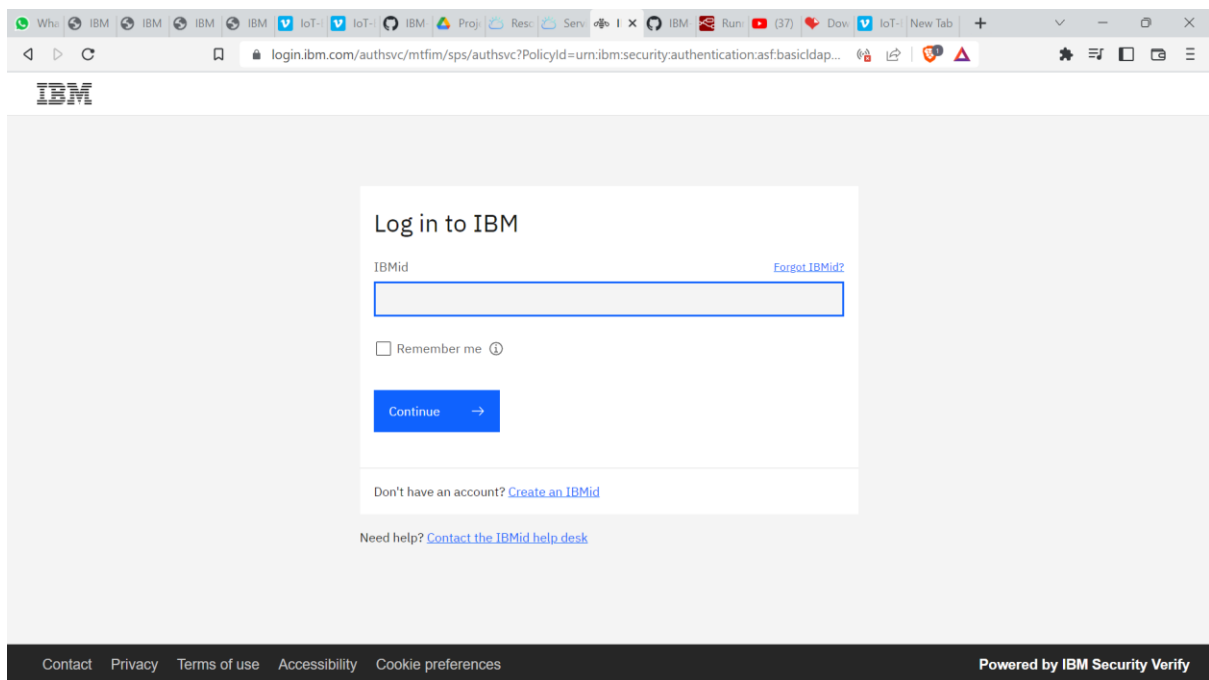 Wha IBM IBM IBM IBM IoT-I IoT-I IBM Proj Resc Serv I IBM Runi (37) Dow IoT-I New Tab
login.ibm.com/authsvc/mtfim/sps/authsvc?PolicyId=urn:ibm:security:authentication:asf:basicldap...
IBM
Log in to IBM
IBMid Forgot IBMid?
Remember me
Continue →
Don't have an account? Create an IBMid
Need help? Contact the IBMid help desk
Contact Privacy Terms of use Accessibility Cookie preferences Powered by IBM Security Verify